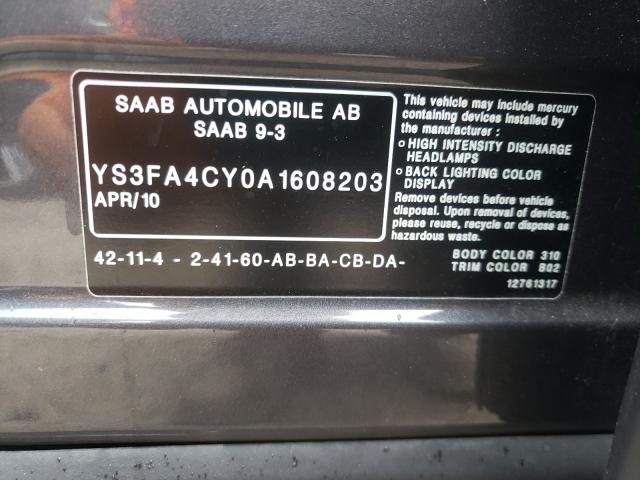 SAAB AUTOMOBILE AB
SAAB 9-3
YS3FA4CY0A1608203
APR/10
42-11-4 - 2-41-60-AB-BA-CB-DA-
This vehicle may include mercury
containing devices installed by
the manufacturer :
o HIGH INTENSITY DISCHARGE
HEADLAMPS
o BACK LIGHTING COLOR
DISPLAY
Remove devices before vehicle
disposal. Upon removal of devices,
please reuse, recycle or dispose as
hazardous waste.
BODY COLOR 310
TRIM COLOR B02
12761317